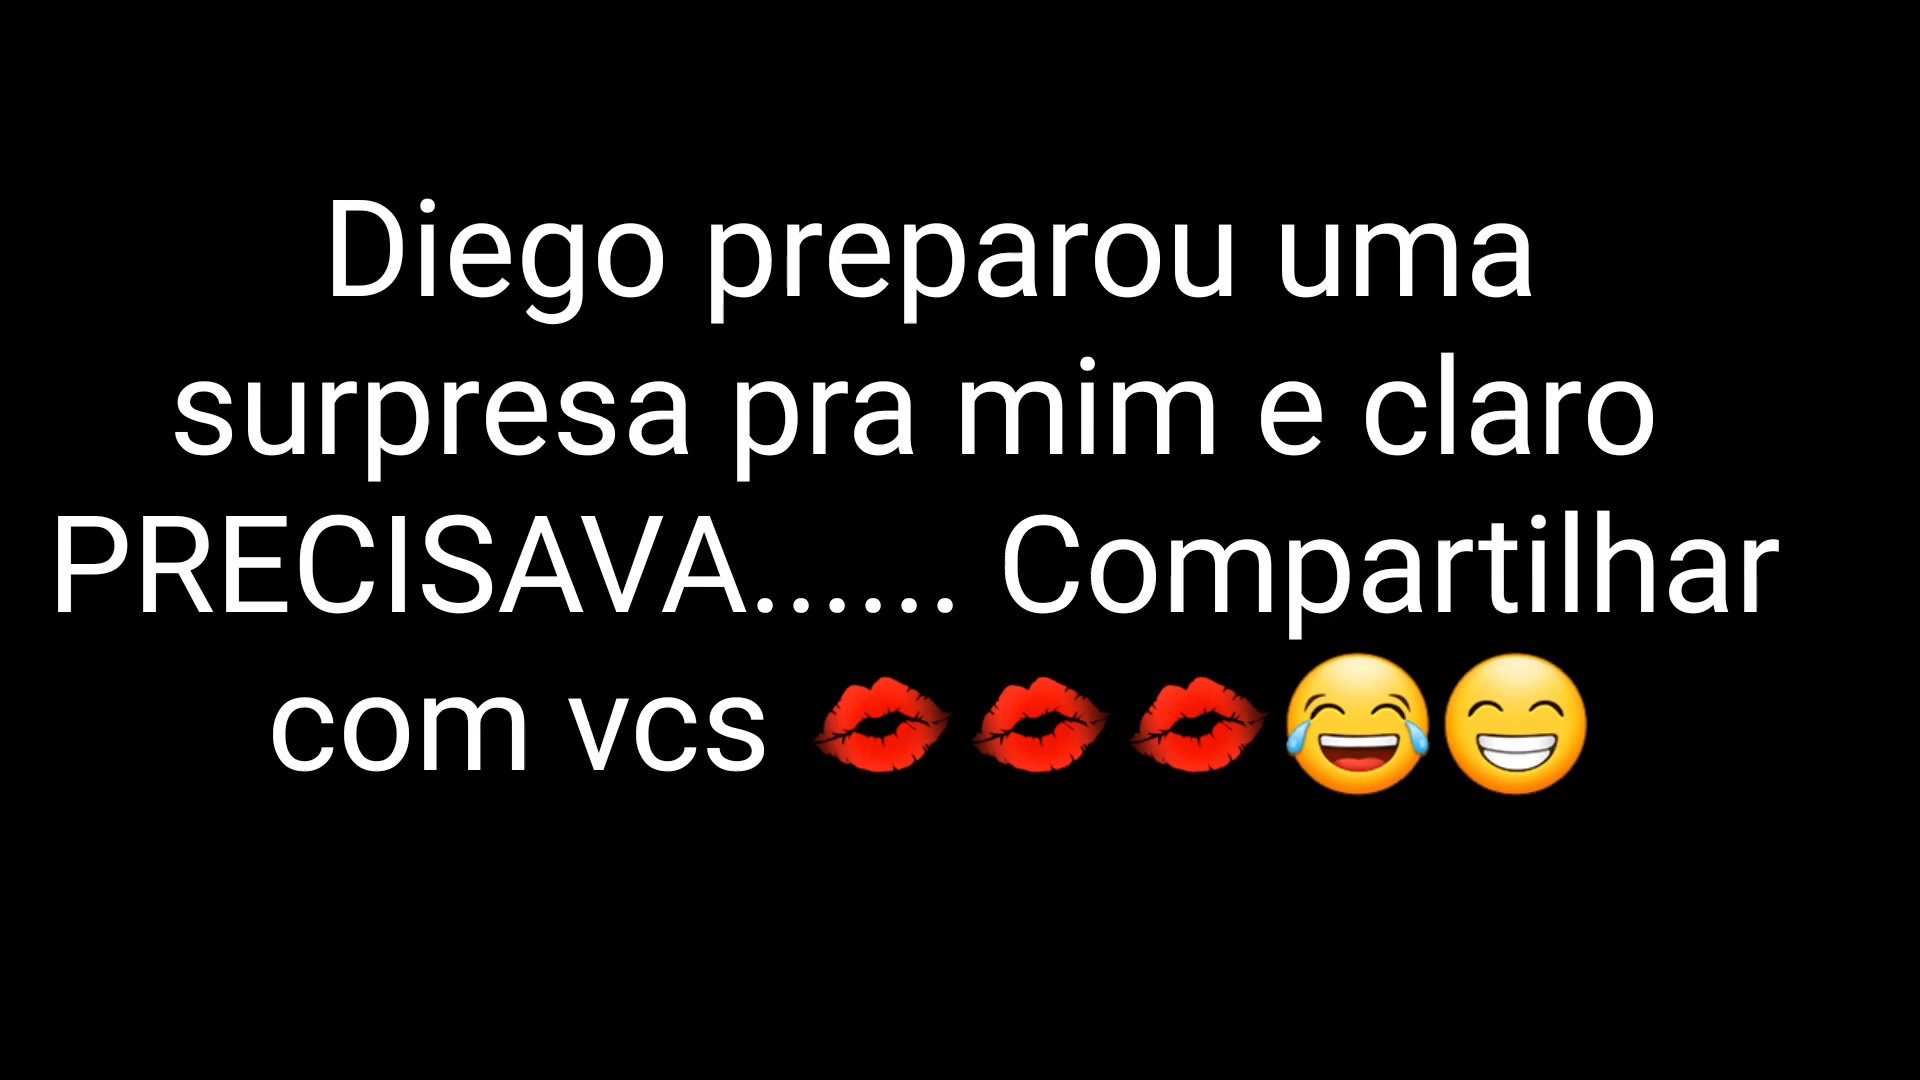 Diego preparou uma
surpresa pra mim e claro
PRECISAVA...... Compartilhar
com vcs 💋💋💋😂😁